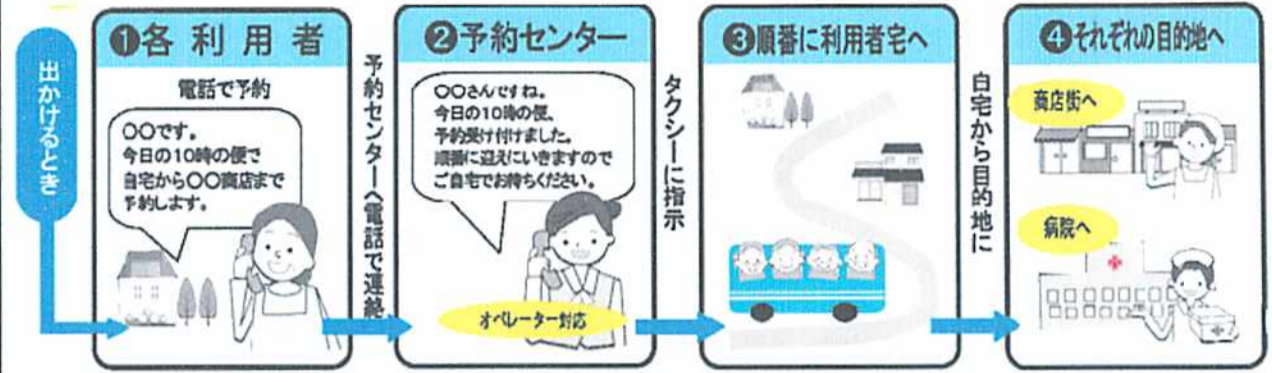 出かけるとき
❶各利用者
電話で予約
〇〇です。
今日の10時の便で
自宅から〇〇商店まで
予約します。
予約センターへ電話で連絡
❷予約センター
〇〇さんですね。
今日の10時の便、
予約受け付けました。
順番に迎えにいきますので
ご自宅でお待ちください。
オペレーター対応
タクシーに指示
❸順番に利用者宅へ
自宅から目的地に
❹それぞれの目的地へ
商店街へ
病院へ